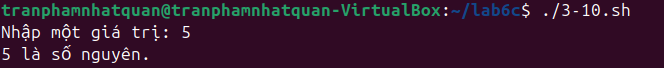 tranphamnhatquan@tranphamnhatquan-VirtualBox:~/lab6c$ ./3-10.sh
Nhập một giá trị: 5
5 là số nguyên.